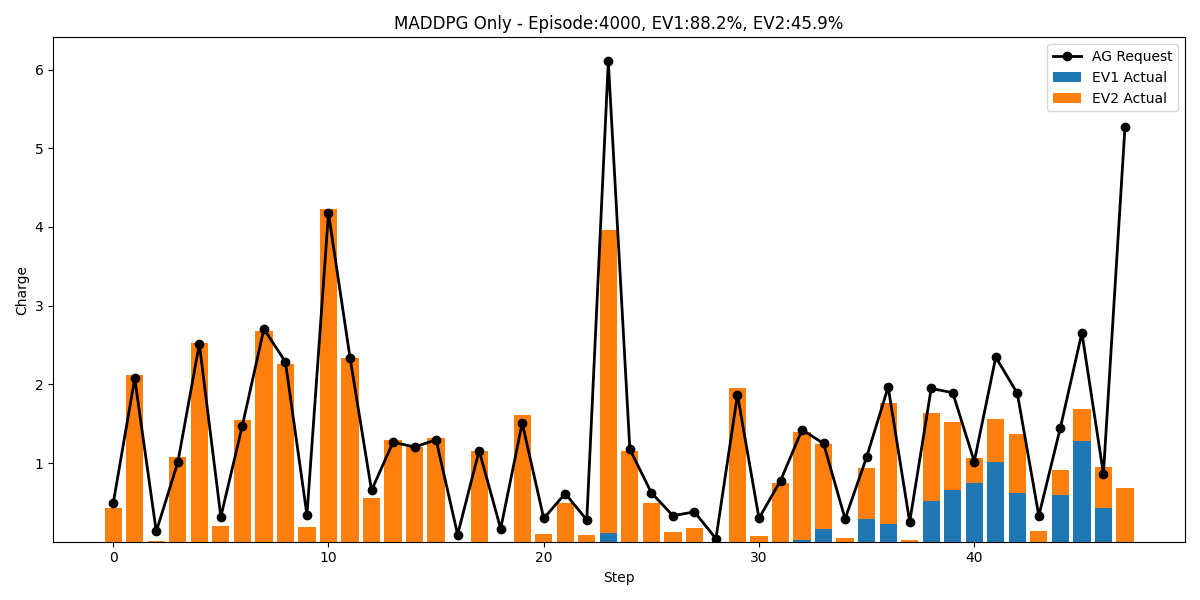 MADDPG Only - Episode:4000, EV1:88.2%, EV2:45.9%
AG Request
EV1 Actual
EV2 Actual
6
5
4
3
2
1
Charge
0 10 20 30 40
Step